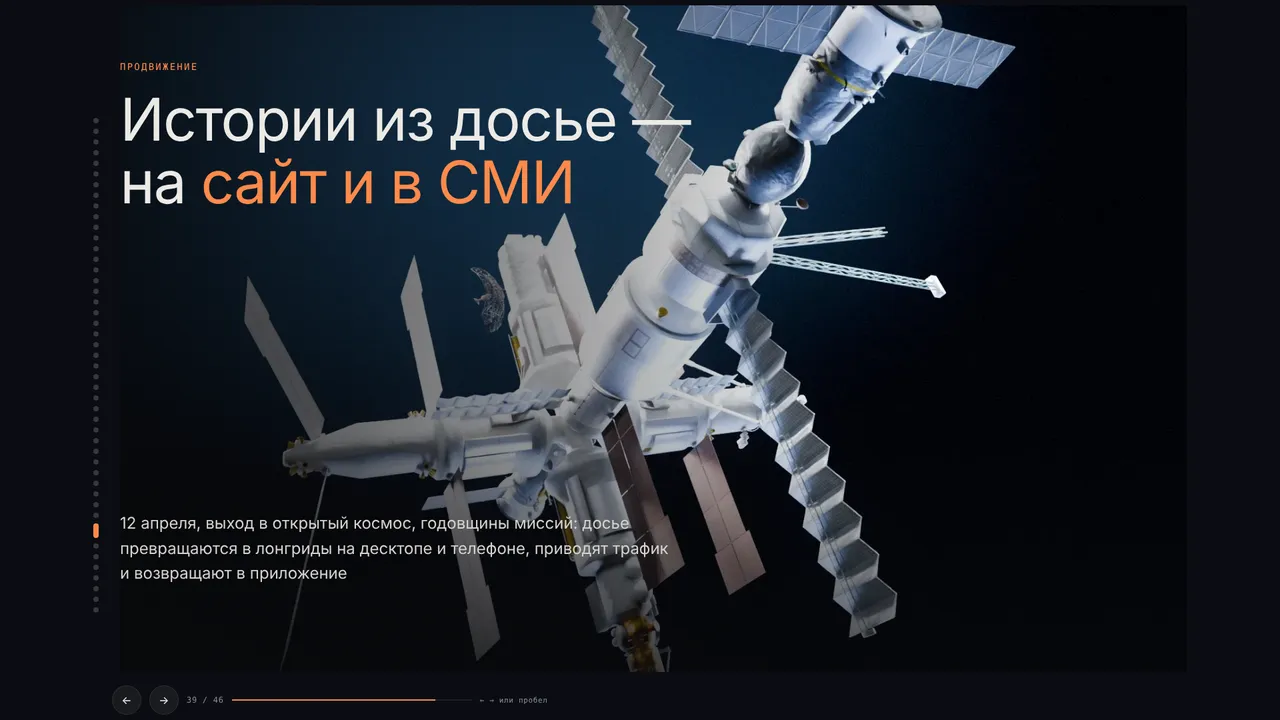 ПРОДВИЖЕНИЕ
Истории из досье —
на сайт и в СМИ
12 апреля, выход в открытый космос, годовщины миссий: досье
превращаются в лонгриды на десктопе и телефоне, приводят трафик
и возвращают в приложение
← → 39 / 46 ← → или пробел